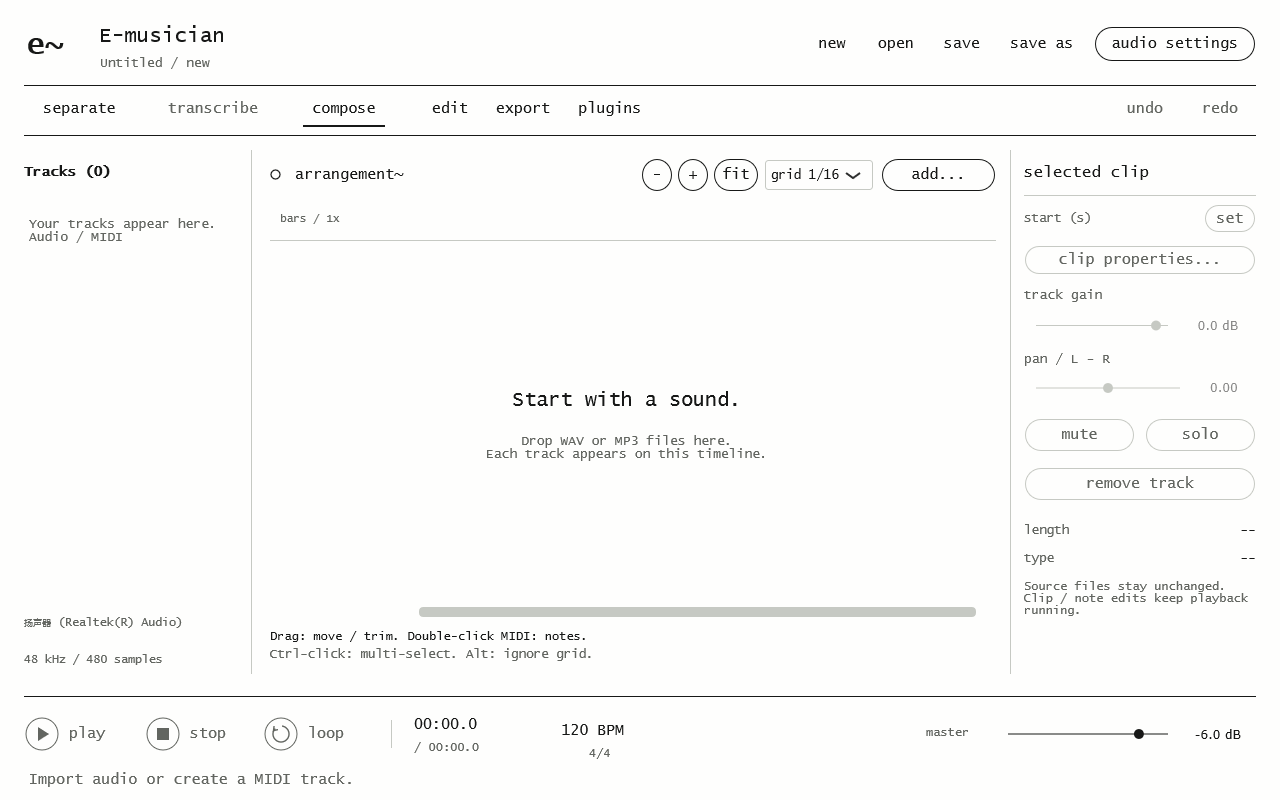 e~
E-musician
Untitled / new
new open save save as audio settings
separate transcribe compose edit export plugins undo redo
Tracks (0)
Your tracks appear here.
Audio / MIDI
扬声器 (Realtek(R) Audio)
48 kHz / 480 samples
arrangement~
- + fit grid 1/16 add...
bars / 1x
Start with a sound.
Drop WAV or MP3 files here.
Each track appears on this timeline.
Drag: move / trim. Double-click MIDI: notes.
Ctrl-click: multi-select. Alt: ignore grid.
selected clip
start (s) set
clip properties...
track gain
0.0 dB
pan / L - R
0.00
mute solo
remove track
length --
type --
Source files stay unchanged.
Clip / note edits keep playback
running.
play stop loop
00:00.0
/ 00:00.0
120 BPM
4/4
master -6.0 dB
Import audio or create a MIDI track.